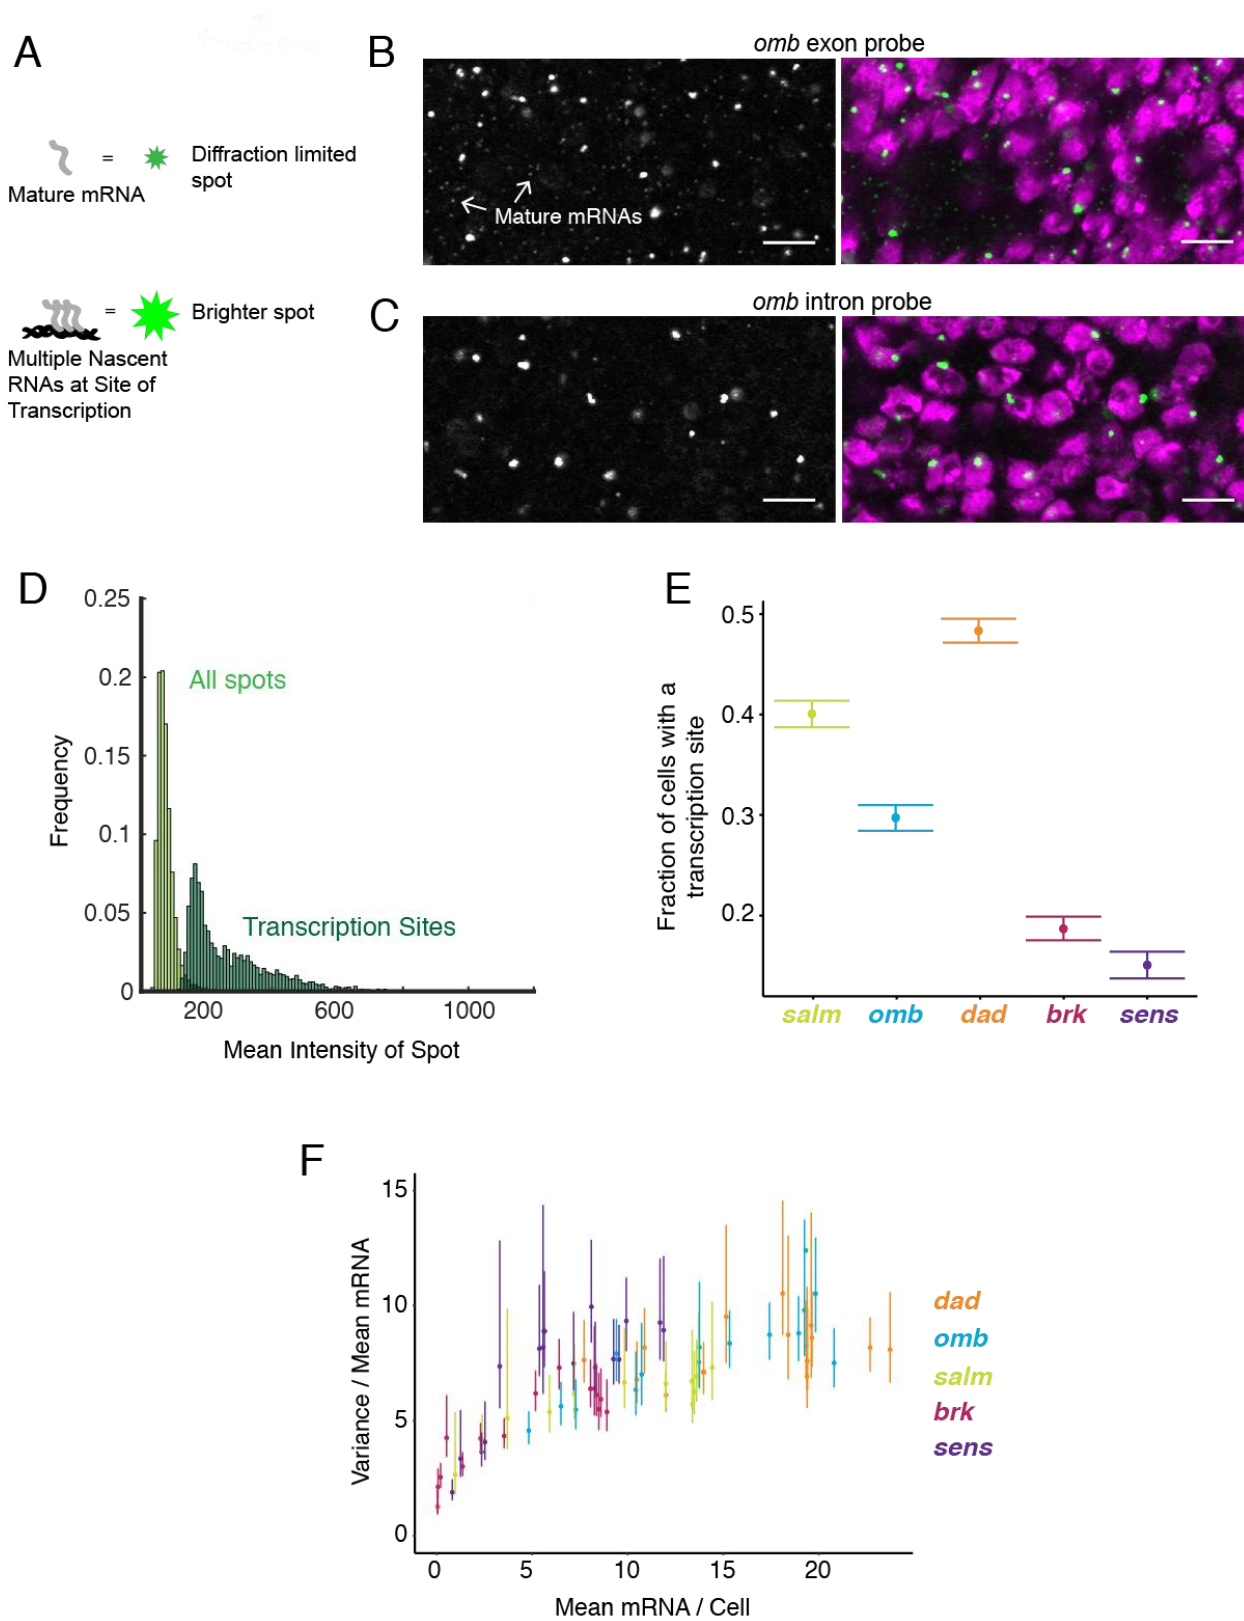 A
=
Diffraction limited
spot
Mature mRNA
=
Brighter spot
Multiple Nascent
RNAs at Site of
Transcription
B
omb exon probe
Mature mRNAs
C
omb intron probe
D
0.25
0.2
0.15
0.1
0.05
0
Frequency
All spots
Transcription Sites
200
600
1000
Mean Intensity of Spot
E
0.5
0.4
0.3
0.2
Fraction of cells with a
transcription site
salm
omb
dad
brk
sens
F
15
10
5
0
Variance / Mean mRNA
0
5
10
15
20
Mean mRNA / Cell
dad
omb
salm
brk
sens